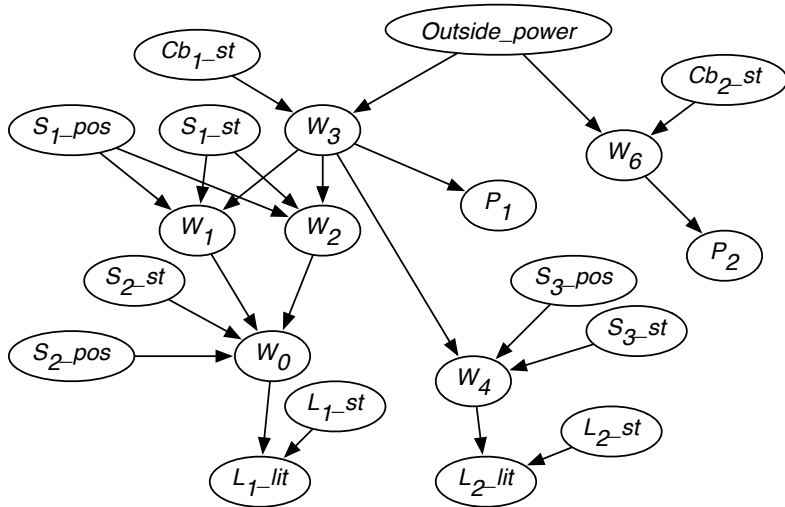 Outside_power
Cb1_st
Cb2_st
S1_pos
S1_st
W3
W6
P1
W1
W2
P2
S2_st
S3_pos
S3_st
S2_pos
W0
W4
L1_st
L2_st
L1_lit
L2_lit